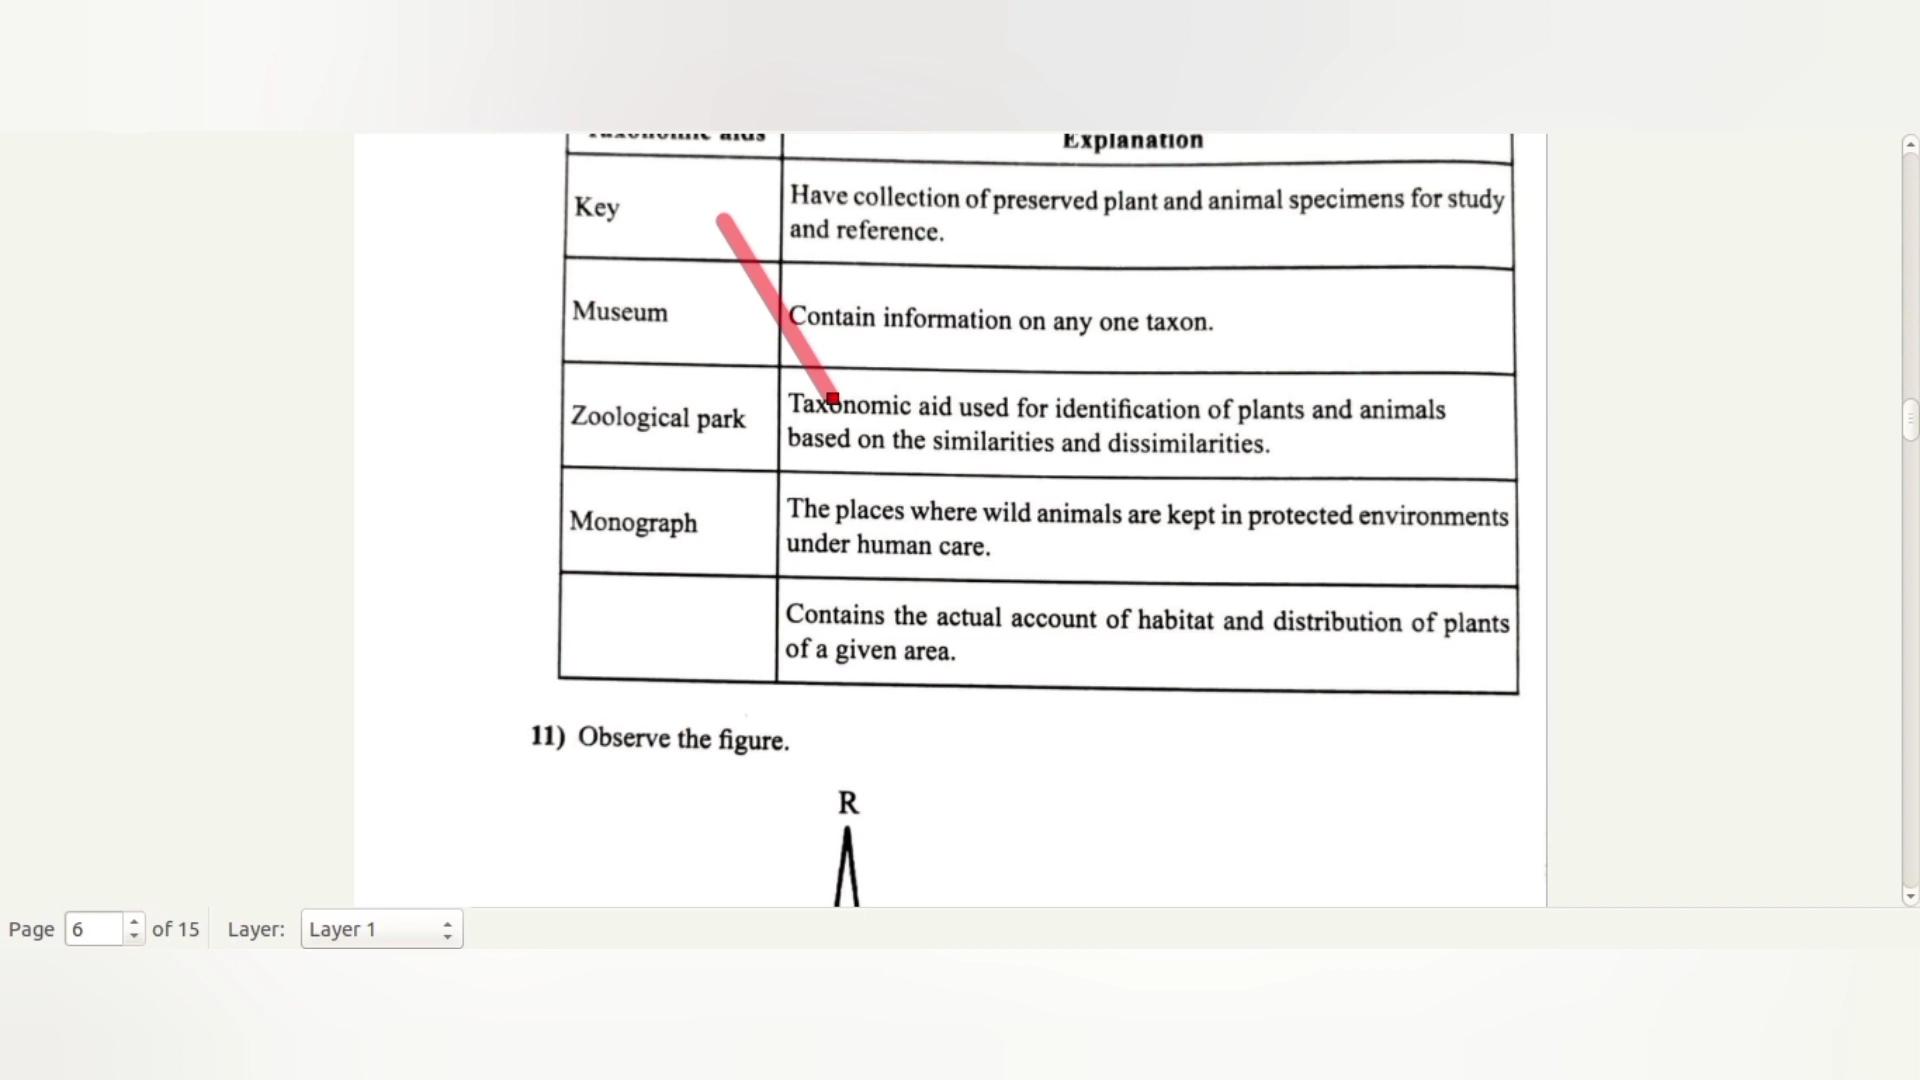 Taxonomic aids Explanation
Key
Have collection of preserved plant and animal specimens for study
and reference.
Museum
Contain information on any one taxon.
Zoological park
Taxonomic aid used for identification of plants and animals
based on the similarities and dissimilarities.
Monograph
The places where wild animals are kept in protected environments
under human care.
Contains the actual account of habitat and distribution of plants
of a given area.
11) Observe the figure.
R
Page 6 of 15 Layer: Layer 1